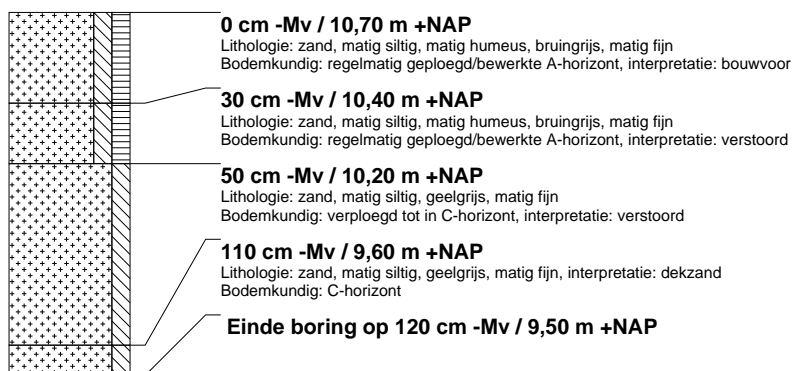 0 cm -Mv / 10,70 m +NAP
Lithologie: zand, matig siltig, matig humeus, bruingrijs, matig fijn
Bodemkundig: regelmatig geploegd/bewerkte A-horizont, interpretatie: bouwvoor
30 cm -Mv / 10,40 m +NAP
Lithologie: zand, matig siltig, matig humeus, bruingrijs, matig fijn
Bodemkundig: regelmatig geploegd/bewerkte A-horizont, interpretatie: verstoord
50 cm -Mv / 10,20 m +NAP
Lithologie: zand, matig siltig, geelgrijs, matig fijn
Bodemkundig: verploegd tot in C-horizont, interpretatie: verstoord
110 cm -Mv / 9,60 m +NAP
Lithologie: zand, matig siltig, geelgrijs, matig fijn, interpretatie: dekzand
Bodemkundig: C-horizont
Einde boring op 120 cm -Mv / 9,50 m +NAP